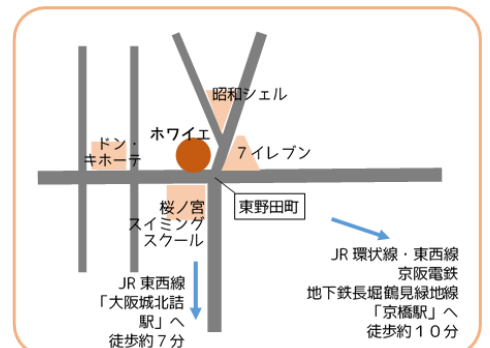 昭和シェル
ホワイエ
ドン・
キホーテ
７イレブン
桜ノ宮
スイミング
スクール
東野田町
JR 東西線
「大阪城北詰
駅」へ
徒歩約７分
JR 環状線・東西線
京阪電鉄
地下鉄長堀鶴見緑地線
「京橋駅」へ
徒歩約１０分